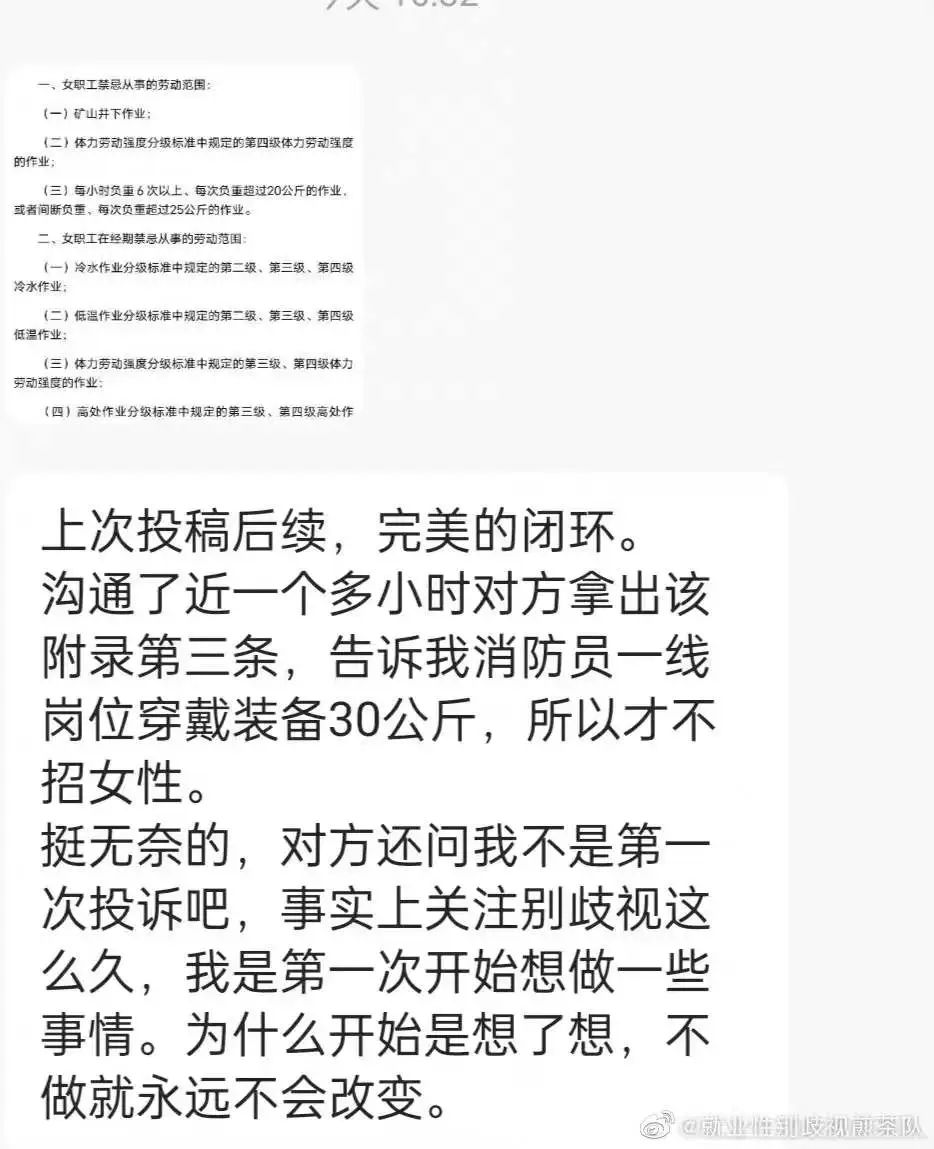 一、女职工禁忌从事的劳动范围:
（一）矿山井下作业;
（二）体力劳动强度分级标准中规定的第四级体力劳动强度
的作业;
（三）每小时负重6次以上、每次负重超过20公斤的作业，
或者间断负重、每次负重超过25公斤的作业。
二、女职工在经期禁忌从事的劳动范围:
（一）冷水作业分级标准中规定的第二级、第三级、第四级
冷水作业;
（二）低温作业分级标准中规定的第二级、第三级、第四级
低温作业;
（三）体力劳动强度分级标准中规定的第三级、第四级体力
劳动强度的作业;
（四）高处作业分级标准中规定的第三级、第四级高处作
上次投稿后续，完美的闭环。
沟通了近一个多小时对方拿出该
附录第三条，告诉我消防员一线
岗位穿戴装备30公斤，所以才不
招女性。
挺无奈的，对方还问我不是第一
次投诉吧，事实上关注别歧视这
么久，我是第一次开始想做一些
事情。为什么开始是想了想，不
做就永远不会改变。
@就业性别歧视煎茶队